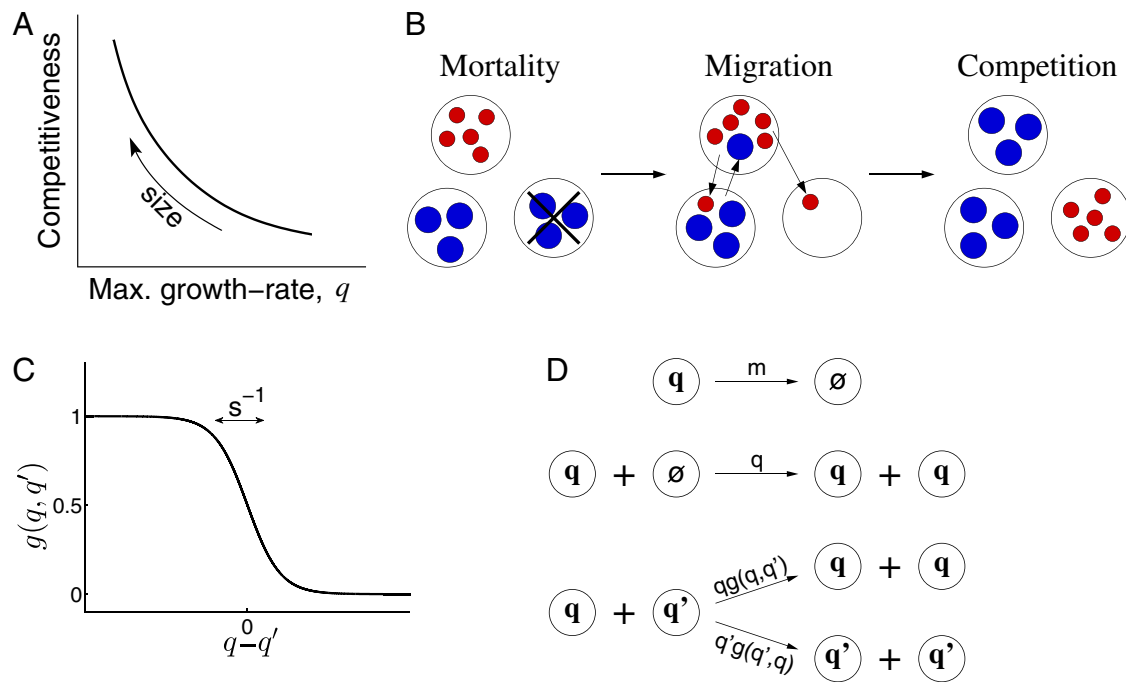 A
Competitiveness
size
Max. growth-rate, q
B
Mortality
Migration
Competition
C
s⁻¹
1
0.5
0
g(q, q′)
0
q−q′
D
q m ø
q + ø q q + q
q + q' qg(q,q') q + q
q'g(q',q) q' + q'